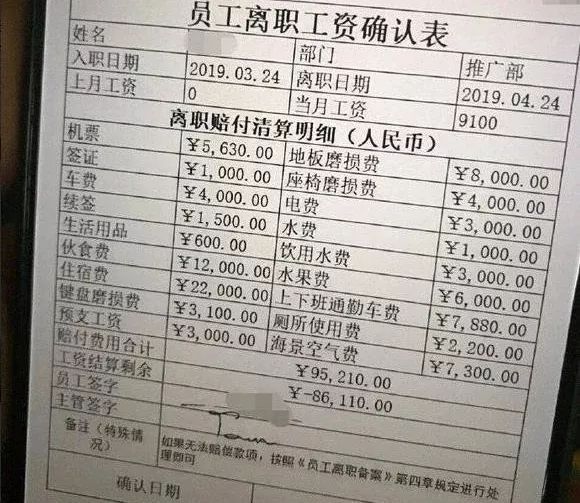 员工离职工资确认表
姓名 部门 推广部
入职日期 2019.03.24 离职日期 2019.04.24
上月工资 0 当月工资 9100
离职赔付清算明细（人民币）
机票 ¥5,630.00 地板磨损费 ¥8,000.00
签证 ¥1,000.00 座椅磨损费 ¥4,000.00
车费 ¥4,000.00 电费 ¥3,000.00
续签 ¥1,500.00 水费 ¥1,000.00
生活用品 ¥600.00 饮用水费 ¥3,000.00
伙食费 ¥12,000.00 水果费 ¥6,000.00
住宿费 ¥22,000.00 上下班通勤车费 ¥7,880.00
键盘磨损费 ¥3,100.00 厕所使用费 ¥2,200.00
预支工资 ¥3,000.00 海景空气费 ¥7,300.00
赔付费用合计 ¥95,210.00
工资结算剩余 ¥-86,110.00
员工签字
主管签字
备注（特殊情况） 如果无法赔偿款项，按照《员工离职备案》第四章规定进行处理即可
确认日期